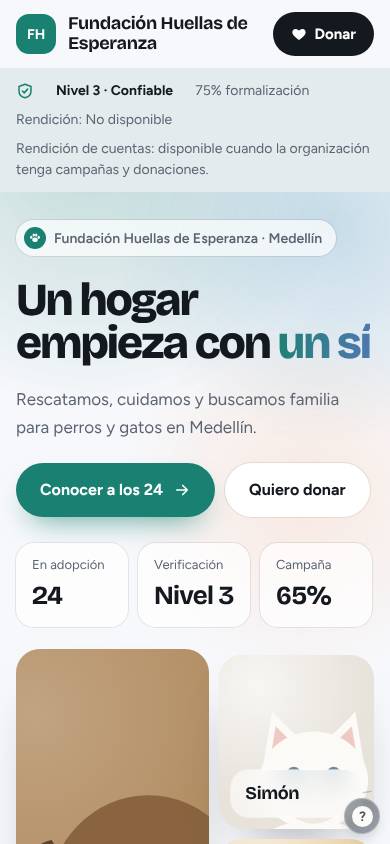 FH
Fundación Huellas de
Esperanza
Donar
Nivel 3 · Confiable 75% formalización
Rendición: No disponible
Rendición de cuentas: disponible cuando la organización
tenga campañas y donaciones.
Fundación Huellas de Esperanza · Medellín
Un hogar
empieza con un sí
Rescatamos, cuidamos y buscamos familia
para perros y gatos en Medellín.
Conocer a los 24 →
Quiero donar
En adopción
24
Verificación
Nivel 3
Campaña
65%
Simón
?